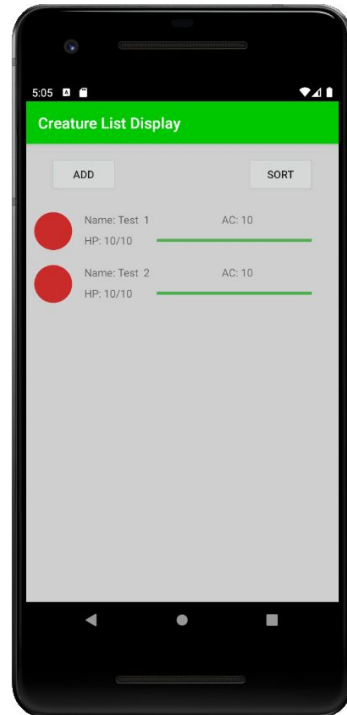 5:05
Creature List Display
ADD SORT
Name: Test 1 AC: 10
HP: 10/10
Name: Test 2 AC: 10
HP: 10/10